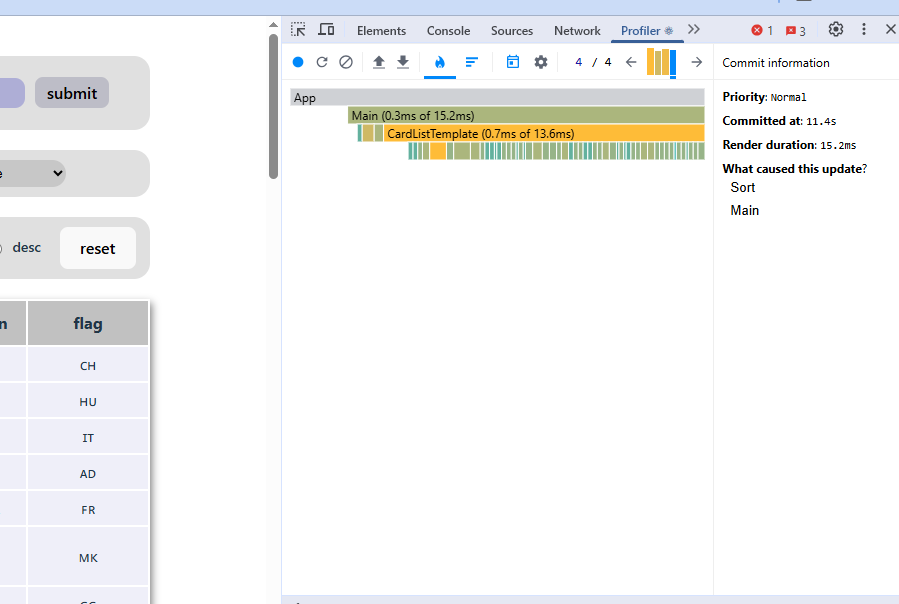 submit
e
desc
reset
n
flag
CH
HU
IT
AD
FR
MK
Elements
Console
Sources
Network
Profiler
1
3
4 / 4
App
Main (0.3ms of 15.2ms)
CardListTemplate (0.7ms of 13.6ms)
Commit information
Priority: Normal
Committed at: 11.4s
Render duration: 15.2ms
What caused this update?
Sort
Main